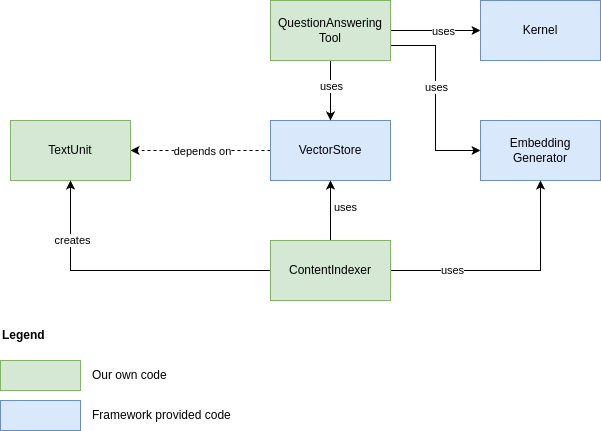 QuestionAnswering
Tool
uses
Kernel
uses
uses
TextUnit
depends on
VectorStore
Embedding
Generator
uses
creates
ContentIndexer
uses
Legend
Our own code
Framework provided code